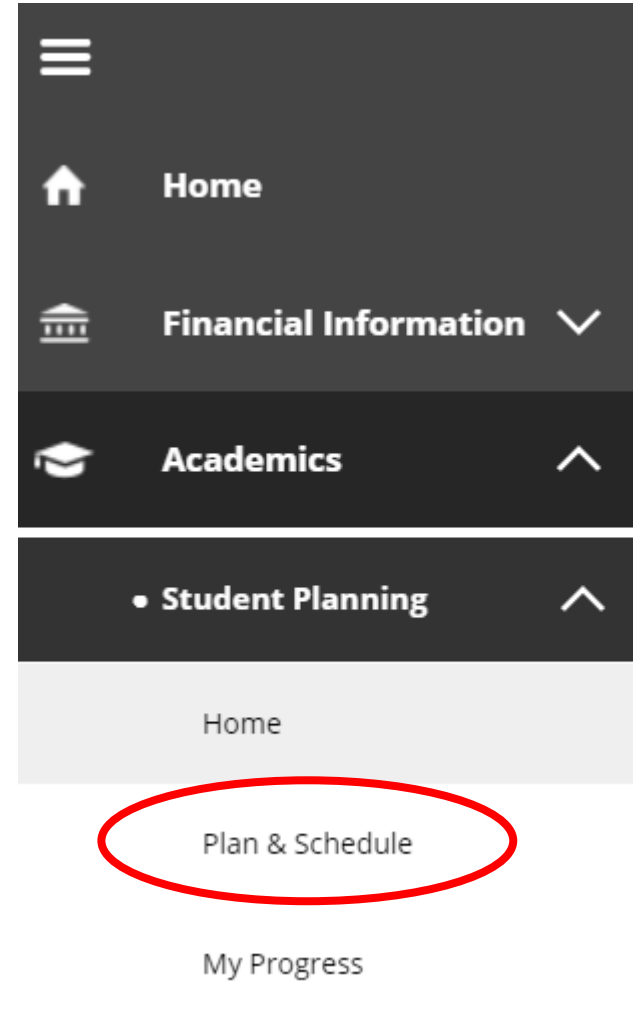 Home
Financial Information
Academics
• Student Planning
Home
Plan & Schedule
My Progress